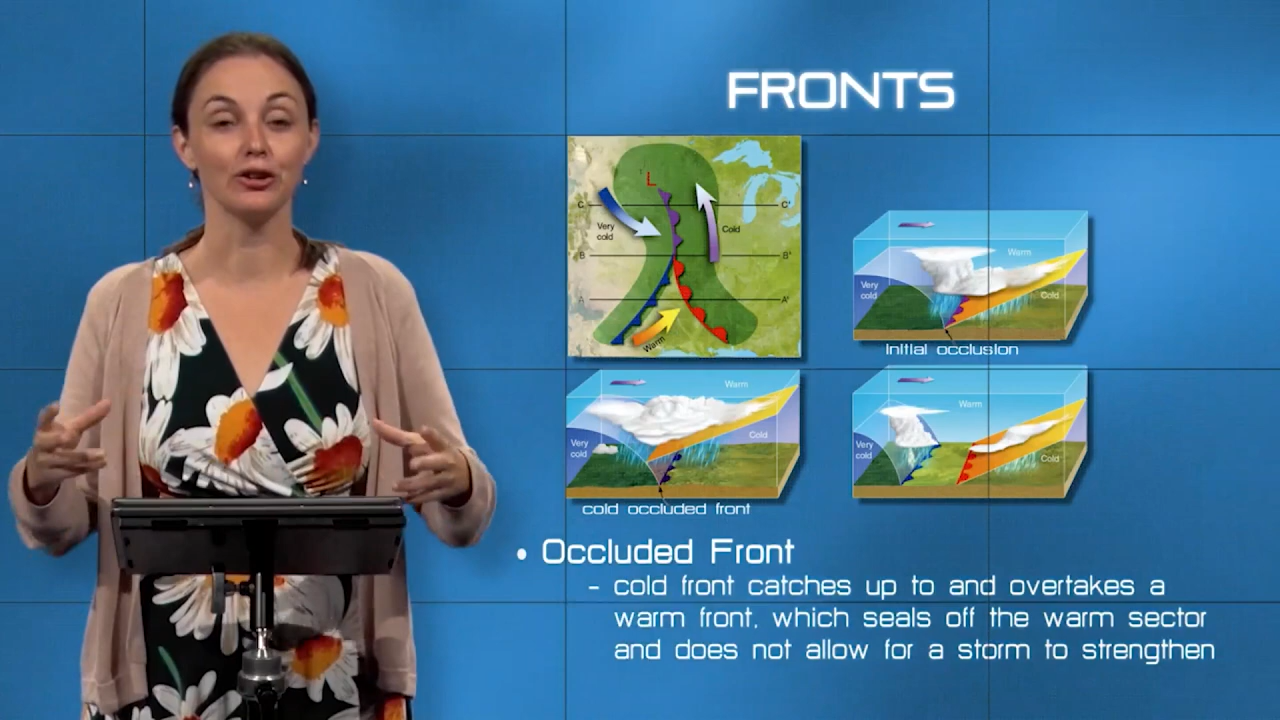 FRONTS
L
C C'
Very
cold
Cold
B B'
A A'
Warm
Warm
Very
cold
Cold
initial occlusion
Warm
Very
cold
Cold
cold occluded front
Warm
Very
cold
Cold
• Occluded Front
– cold front catches up to and overtakes a
warm front, which seals off the warm sector
and does not allow for a storm to strengthen